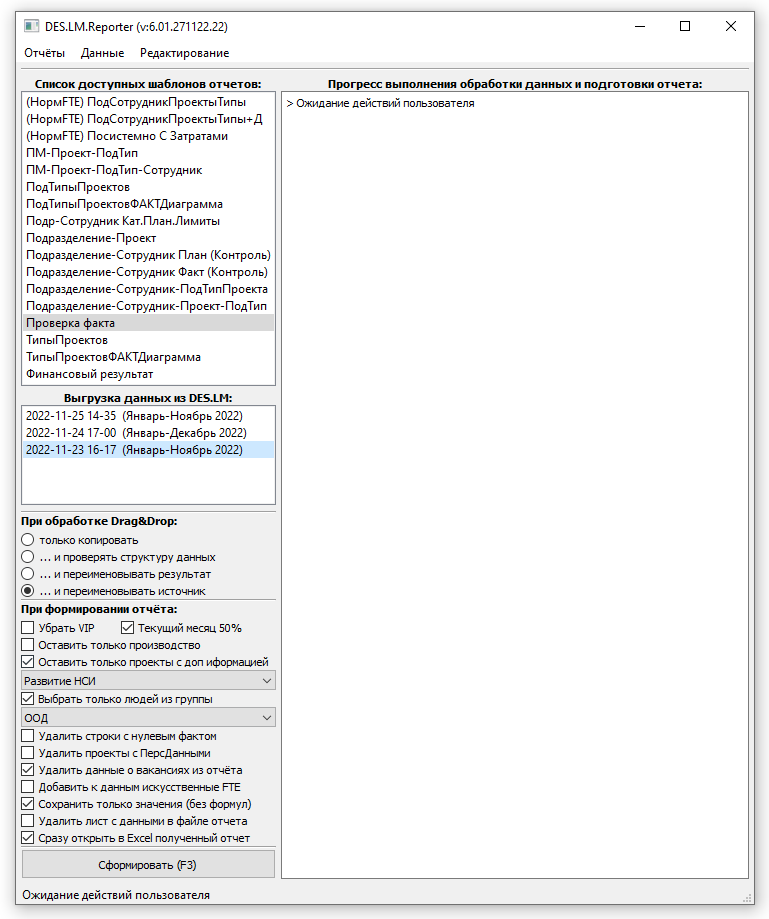 DES.LM.Reporter (v:6.01.271122.22)
Отчёты Данные Редактирование
Список доступных шаблонов отчетов:
(НормFTE) ПодСотрудникПроектыТипы
(НормFTE) ПодСотрудникПроектыТипы+Д
(НормFTE) Посистемно С Затратами
ПМ-Проект-ПодТип
ПМ-Проект-ПодТип-Сотрудник
ПодТипыПроектов
ПодТипыПроектовФАКТДиаграмма
Подр-Сотрудник Кат.План.Лимиты
Подразделение-Проект
Подразделение-Сотрудник План (Контроль)
Подразделение-Сотрудник Факт (Контроль)
Подразделение-Сотрудник-ПодТипПроекта
Подразделение-Сотрудник-Проект-ПодТип
Проверка факта
ТипыПроектов
ТипыПроектовФАКТДиаграмма
Финансовый результат
Выгрузка данных из DES.LM:
2022-11-25 14-35 (Январь-Ноябрь 2022)
2022-11-24 17-00 (Январь-Декабрь 2022)
2022-11-23 16-17 (Январь-Ноябрь 2022)
При обработке Drag&Drop:
только копировать
... и проверять структуру данных
... и переименовывать результат
... и переименовывать источник
При формировании отчёта:
Убрать VIP Текущий месяц 50%
Оставить только производство
Оставить только проекты с доп иформацией
Развитие НСИ
Выбрать только людей из группы
ООД
Удалить строки с нулевым фактом
Удалить проекты с ПерсДанными
Удалить данные о вакансиях из отчёта
Добавить к данным искусственные FTE
Сохранить только значения (без формул)
Удалить лист с данными в файле отчета
Сразу открыть в Excel полученный отчет
Сформировать (F3)
Прогресс выполнения обработки данных и подготовки отчета:
> Ожидание действий пользователя
Ожидание действий пользователя